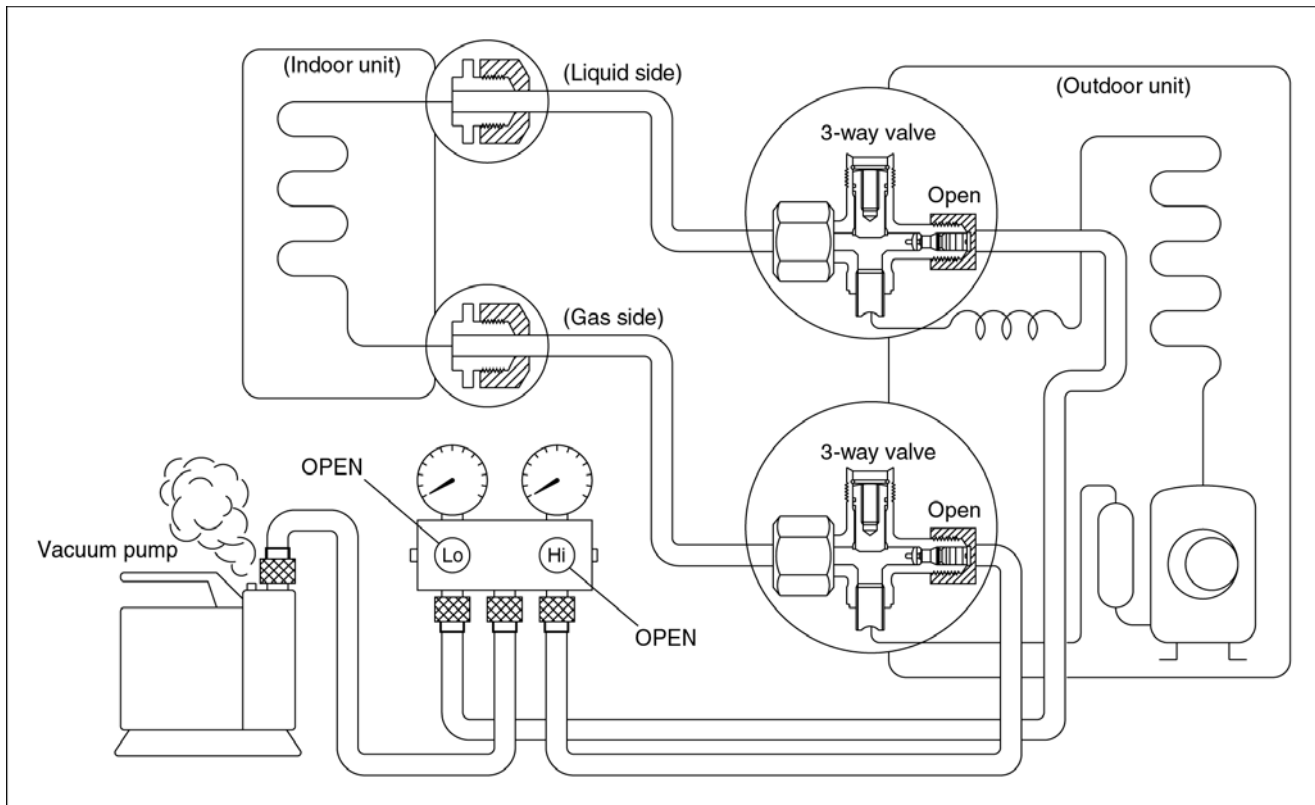 (Indoor unit)
(Liquid side)
(Outdoor unit)
3-way valve
Open
(Gas side)
3-way valve
OPEN
Open
Vacuum pump
Lo
Hi
OPEN